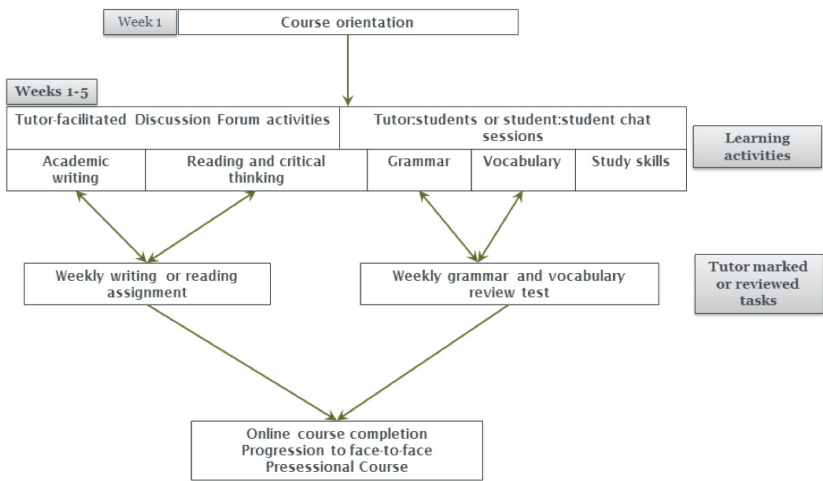 Week 1
Course orientation
Weeks 1-5
Tutor-facilitated Discussion Forum activities
Tutor:students or student:student chat
sessions
Learning
activities
Academic
writing
Reading and critical
thinking
Grammar
Vocabulary
Study skills
Weekly writing or reading
assignment
Weekly grammar and vocabulary
review test
Tutor marked
or reviewed
tasks
Online course completion
Progression to face-to-face
Presessional Course